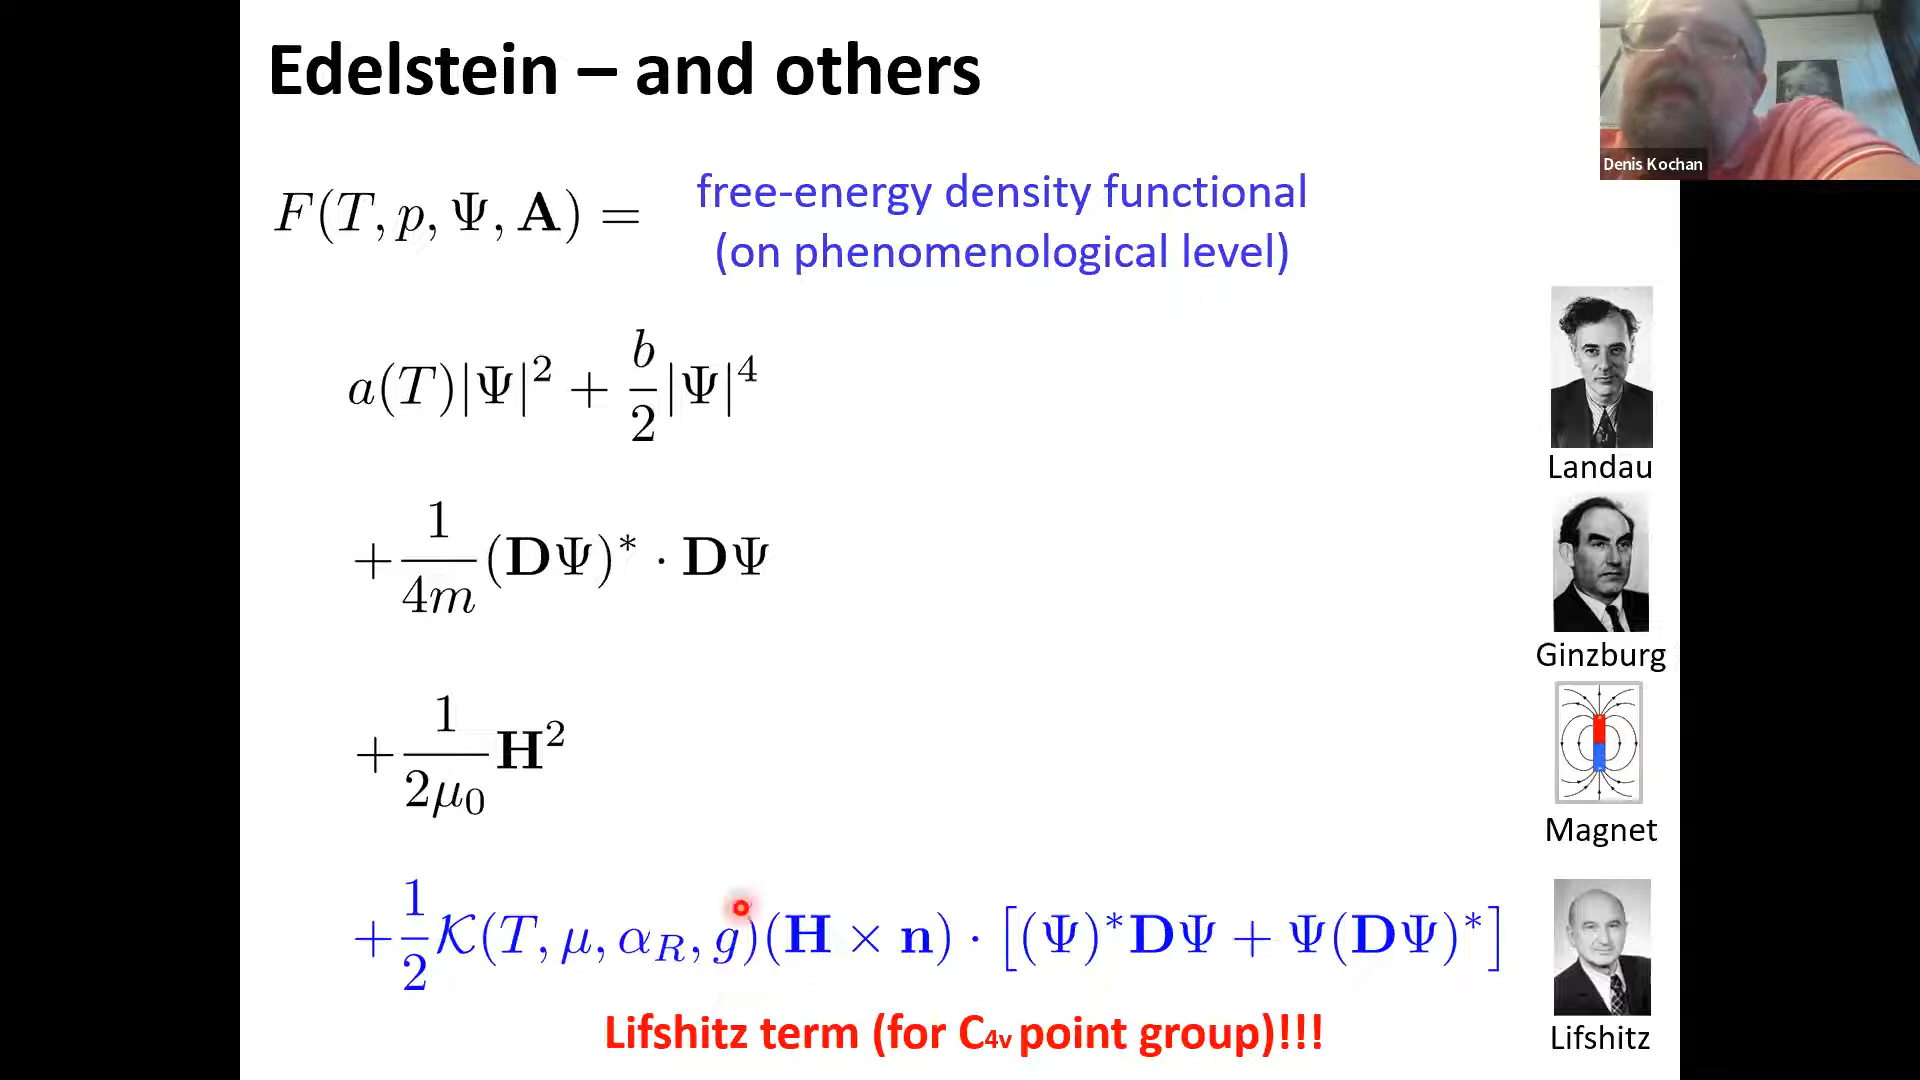 Edelstein – and others
Denis Kochan
F(T, p, Ψ, A) =
free-energy density functional
(on phenomenological level)
a(T)|Ψ|² + b/2 |Ψ|⁴
Landau
+ 1/4m (DΨ)* · DΨ
Ginzburg
+ 1/2μ₀ H²
Magnet
+ 1/2 𝒦(T, μ, α_R, g)(H × n) · [(Ψ)*DΨ + Ψ(DΨ)*]
Lifshitz term (for C₄ᵥ point group)!!!
Lifshitz